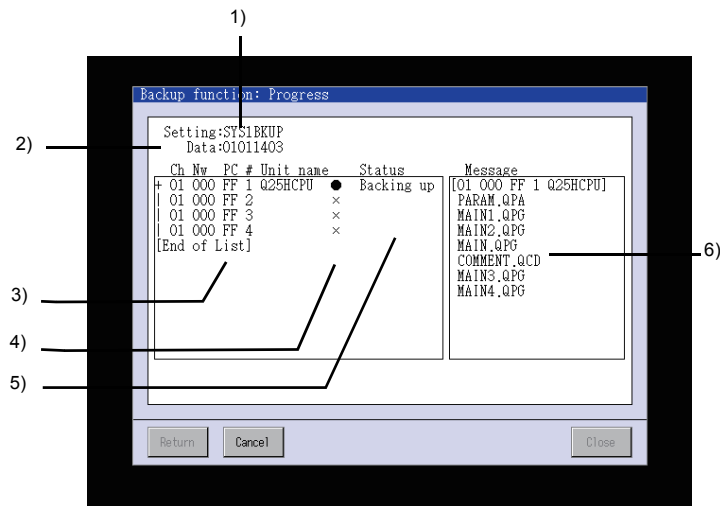 1)
Backup function: Progress
Setting:SYS1BKUP
2)
Data:01011403
Ch Nw PC # Unit name Status Message
+ 01 000 FF 1 Q25HCPU ● Backing up [01 000 FF 1 Q25HCPU]
| 01 000 FF 2 × PARAM.QPA
| 01 000 FF 3 × MAIN1.QPG
| 01 000 FF 4 × MAIN2.QPG
[End of List] MAIN.QPG
COMMENT.QCD
6)
MAIN3.QPG
MAIN4.QPG
3)
4)
5)
Return Cancel Close